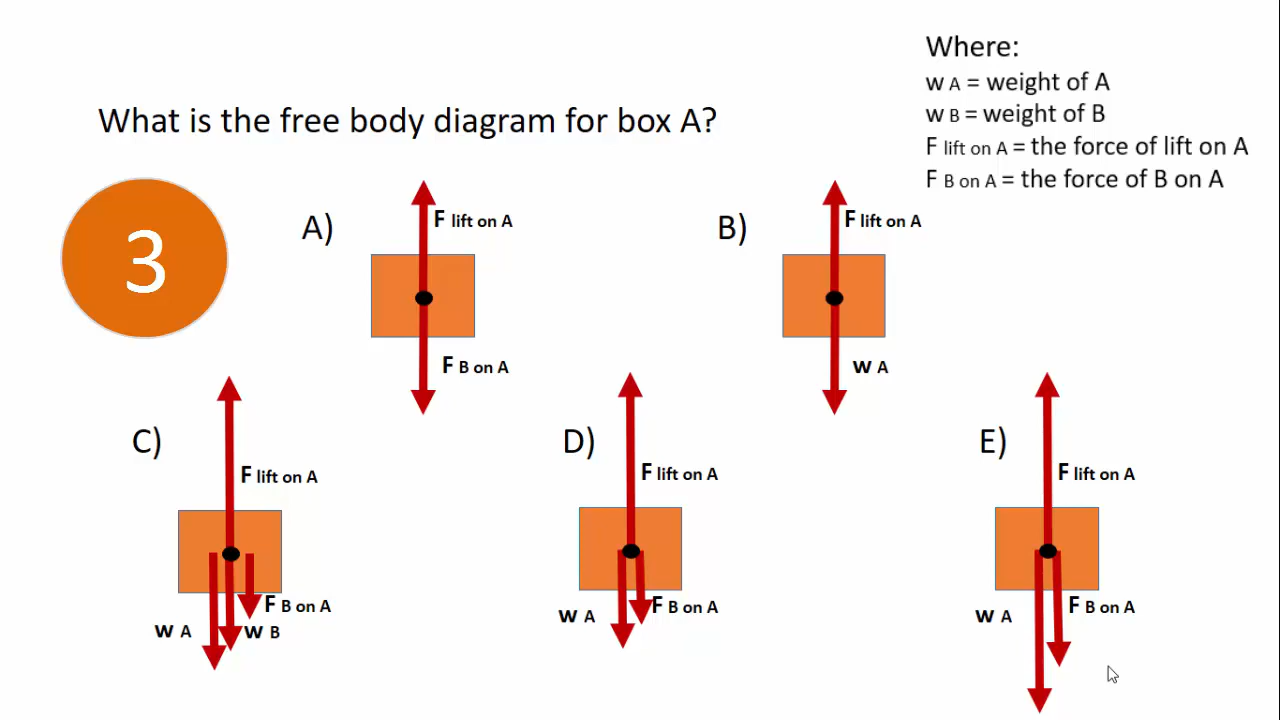 Where:
w A = weight of A
w B = weight of B
F lift on A = the force of lift on A
F B on A = the force of B on A
What is the free body diagram for box A?
3
A)
F lift on A
F B on A
B)
F lift on A
w A
C)
F lift on A
F B on A
w A
w B
D)
F lift on A
F B on A
w A
E)
F lift on A
F B on A
w A